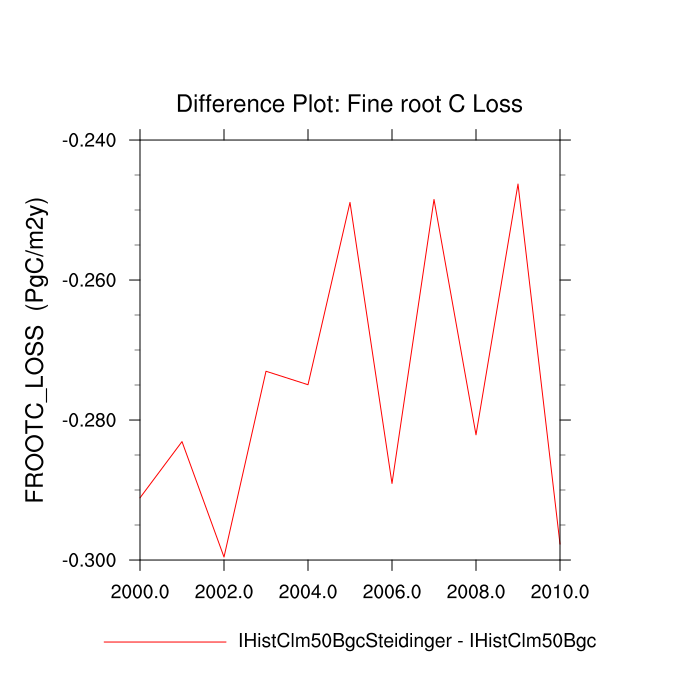 Difference Plot: Fine root C Loss
FROOTC_LOSS (PgC/m2y)
-0.240
-0.260
-0.280
-0.300
2000.0 2002.0 2004.0 2006.0 2008.0 2010.0
IHistClm50BgcSteidinger - IHistClm50Bgc